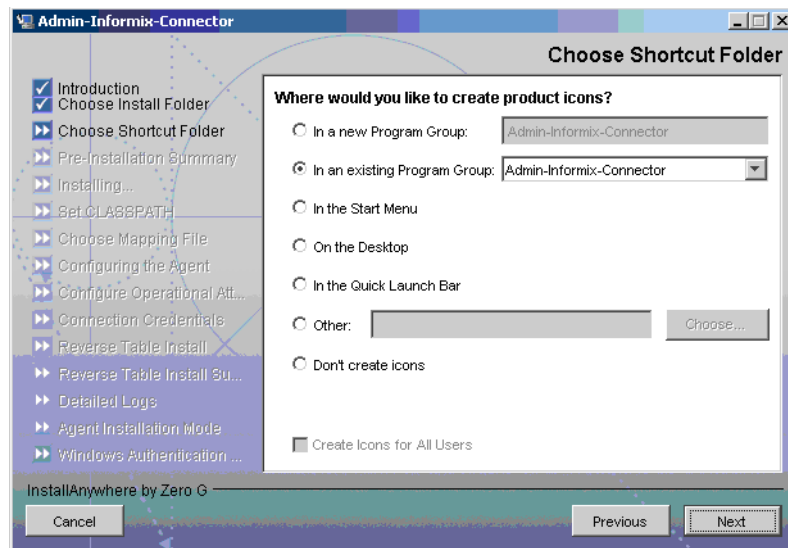 Admin-Informix-Connector
Choose Shortcut Folder
Introduction
Choose Install Folder
Choose Shortcut Folder
Pre-Installation Summary
Installing...
Set CLASSPATH
Choose Mapping File
Configuring the Agent
Configure Operational Att...
Connection Credentials
Reverse Table Install
Reverse Table Install Su...
Detailed Logs
Agent Installation Mode
Windows Authentication ...
Where would you like to create product icons?
In a new Program Group: Admin-Informix-Connector
In an existing Program Group: Admin-Informix-Connector
In the Start Menu
On the Desktop
In the Quick Launch Bar
Other: Choose...
Don't create icons
Create Icons for All Users
InstallAnywhere by Zero G
Cancel Previous Next